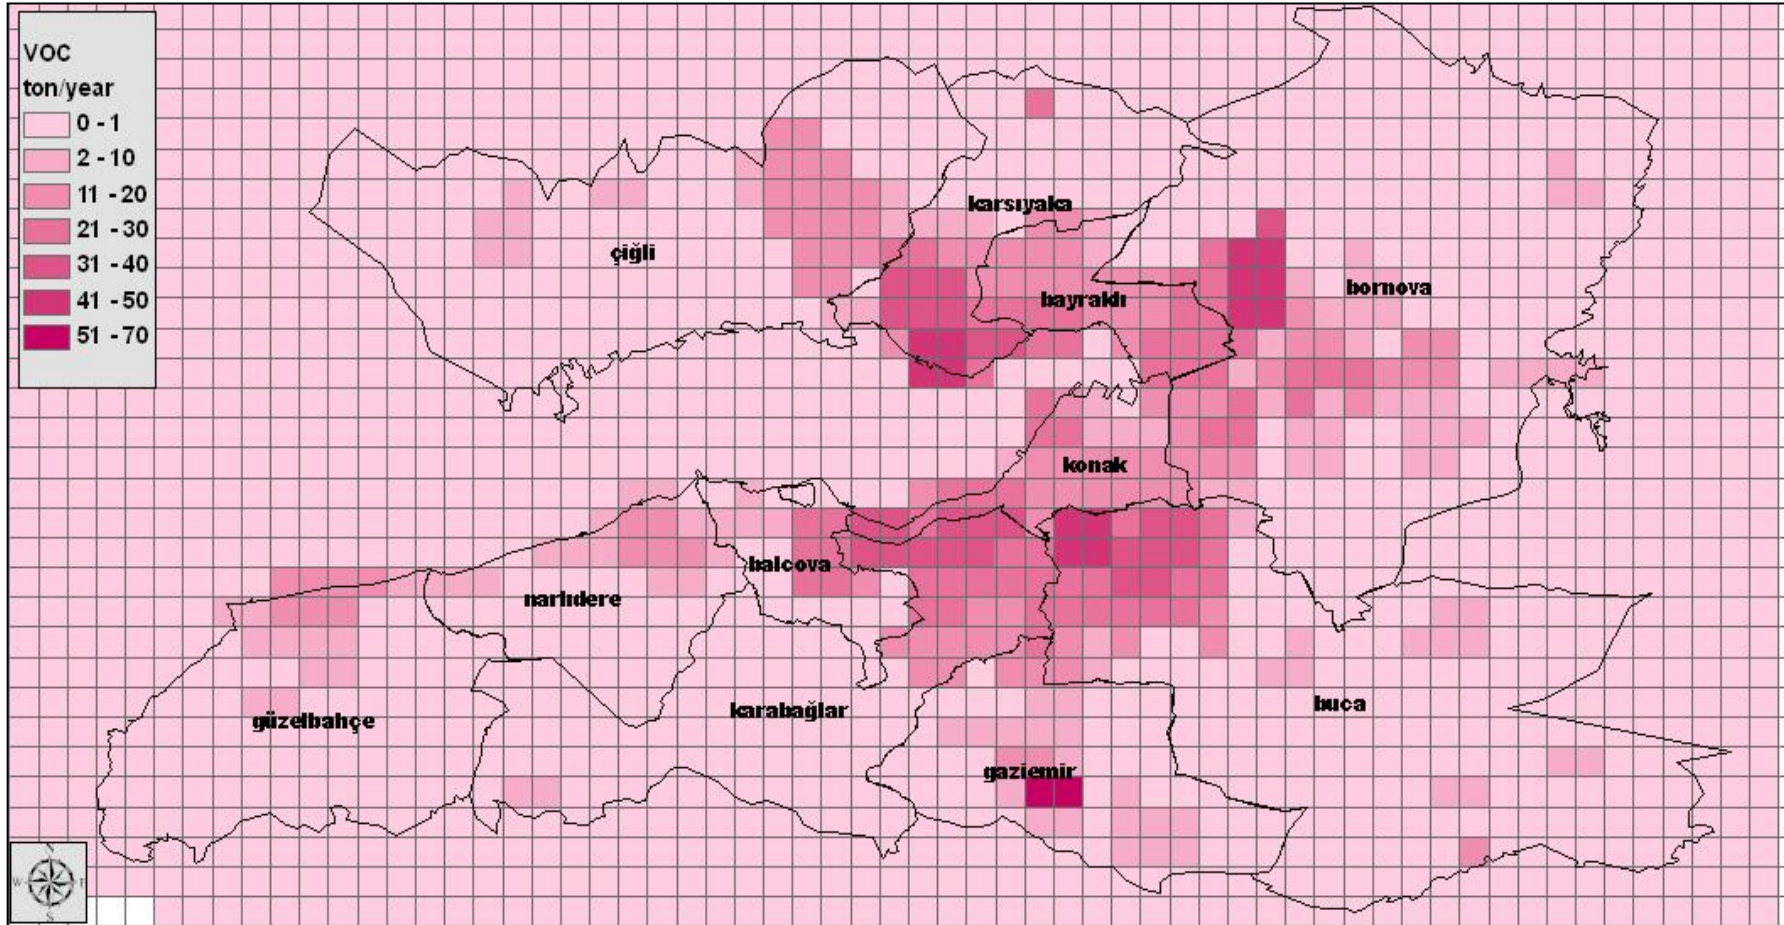 VOC
ton/year
0 - 1
2 - 10
11 - 20
21 - 30
31 - 40
41 - 50
51 - 70
karsıyaka
çiğli
bornova
bayraklı
konak
balcova
narlıdere
buca
karabağlar
güzelbahçe
gaziemir
N
W E
S